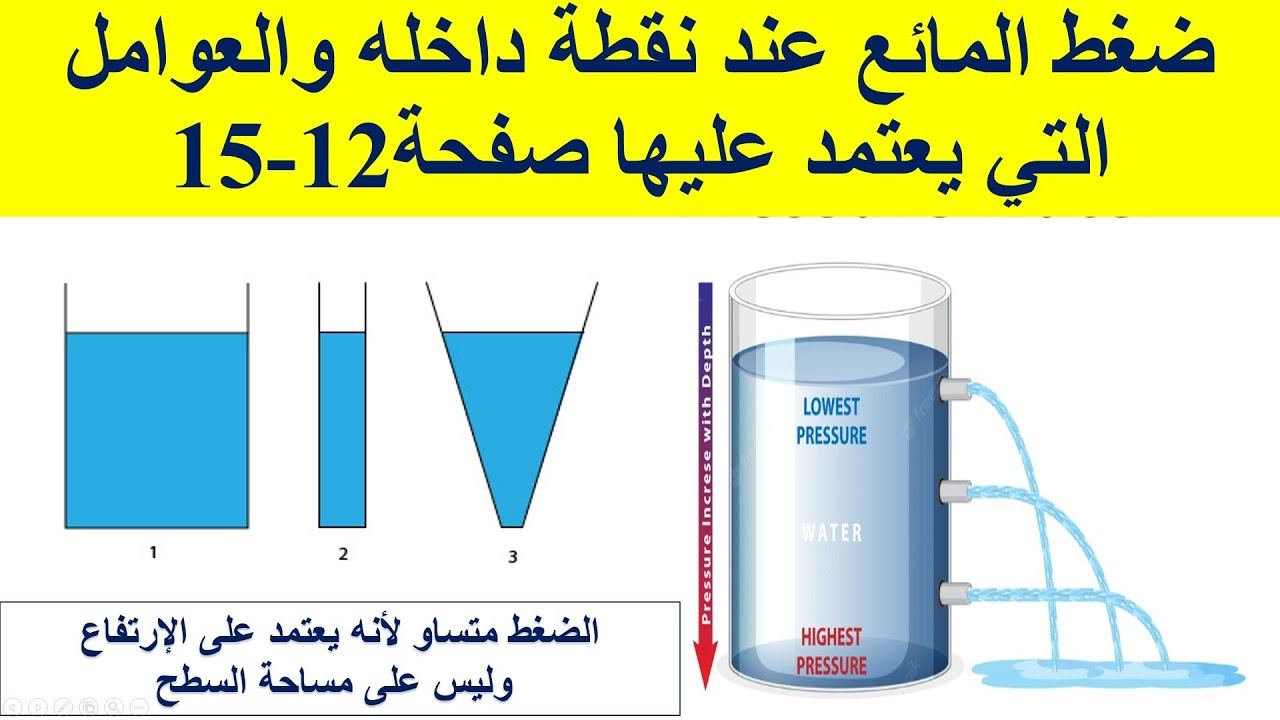 ضغط المائع عند نقطة داخله والعوامل
التي يعتمد عليها صفحة12-15
1
2
3
الضغط متساو لأنه يعتمد على الإرتفاع
وليس على مساحة السطح
Pressure Increse with Depth
LOWEST
PRESSURE
WATER
HIGHEST
PRESSURE